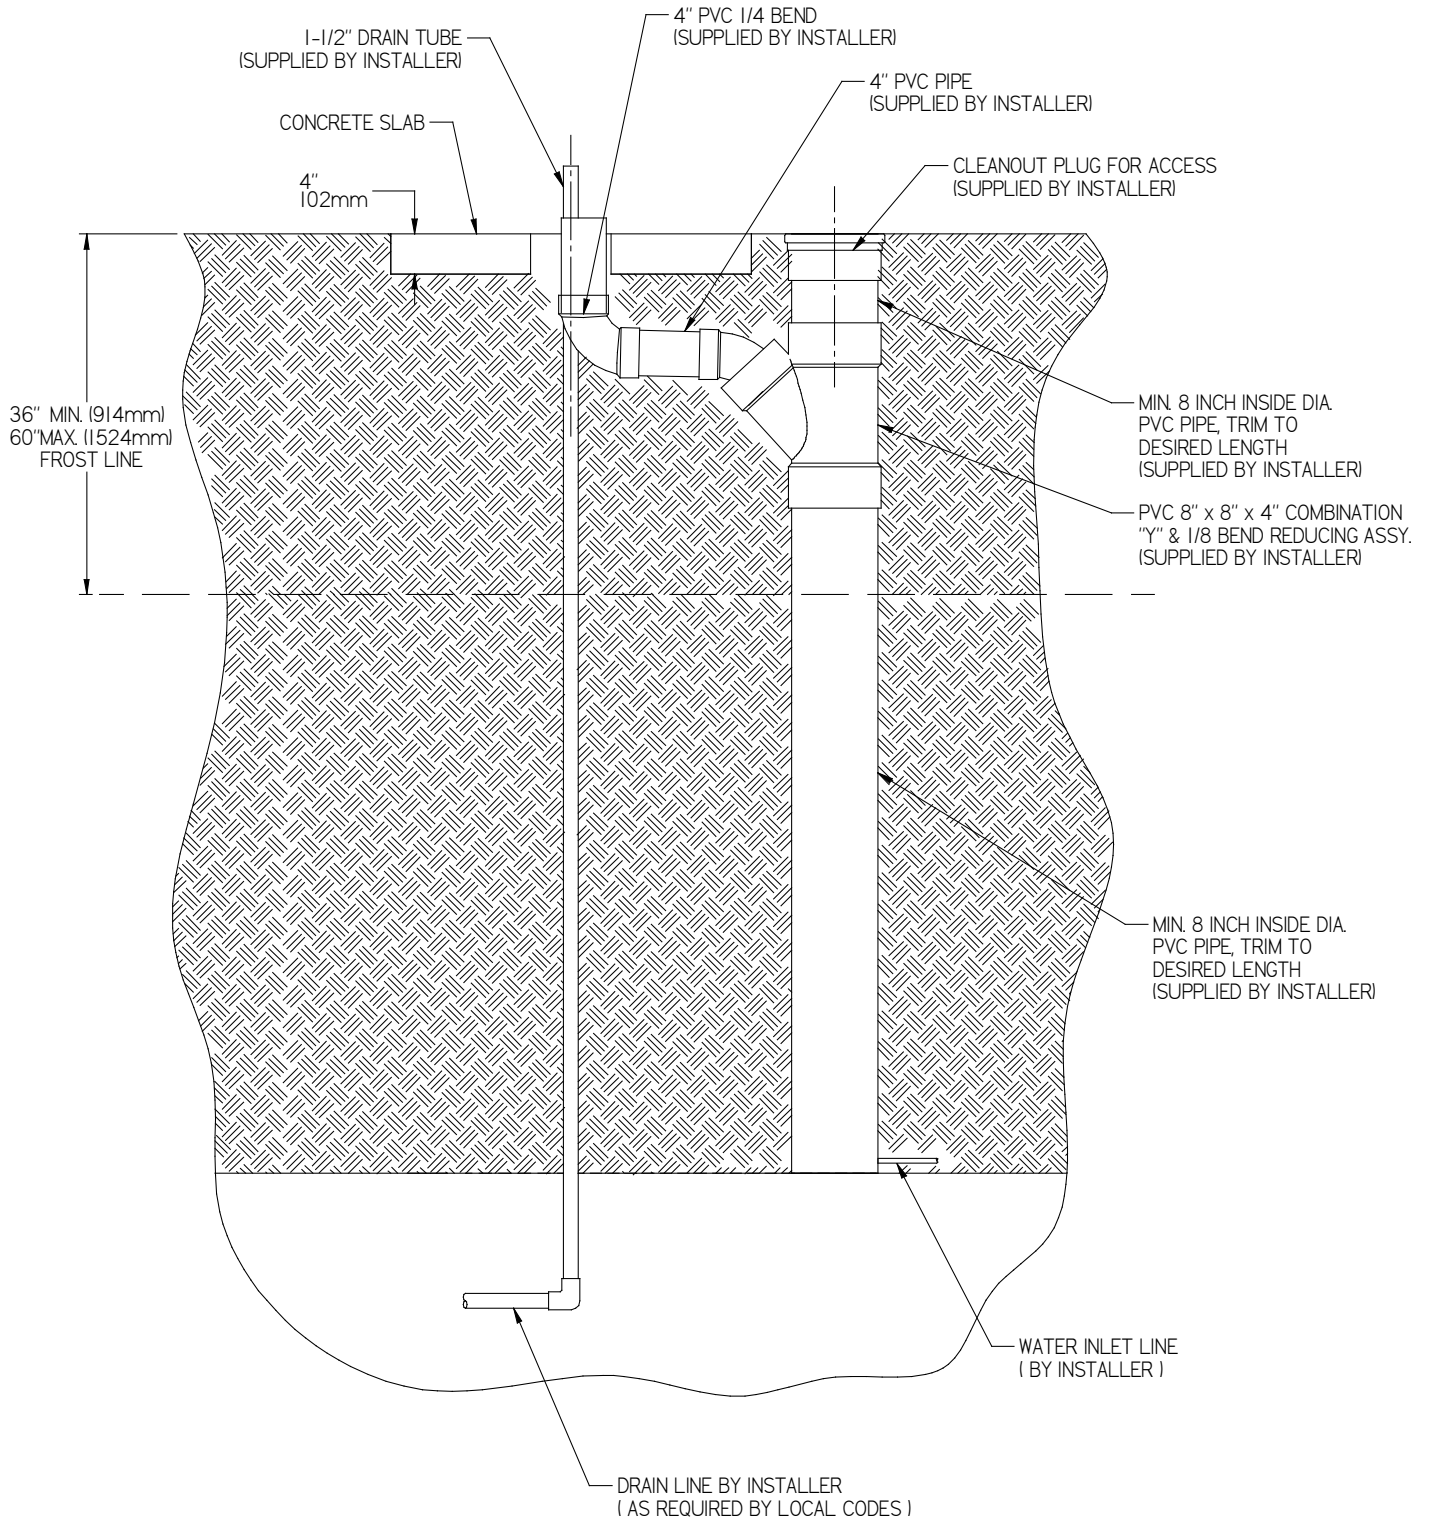 4" PVC 1/4 BEND
(SUPPLIED BY INSTALLER)
1-1/2" DRAIN TUBE
(SUPPLIED BY INSTALLER)
4" PVC PIPE
(SUPPLIED BY INSTALLER)
CONCRETE SLAB
CLEANOUT PLUG FOR ACCESS
(SUPPLIED BY INSTALLER)
4"
102mm
36" MIN. (914mm)
60"MAX. (1524mm)
FROST LINE
MIN. 8 INCH INSIDE DIA.
PVC PIPE, TRIM TO
DESIRED LENGTH
(SUPPLIED BY INSTALLER)
PVC 8" x 8" x 4" COMBINATION
"Y" & 1/8 BEND REDUCING ASSY.
(SUPPLIED BY INSTALLER)
MIN. 8 INCH INSIDE DIA.
PVC PIPE, TRIM TO
DESIRED LENGTH
(SUPPLIED BY INSTALLER)
WATER INLET LINE
( BY INSTALLER )
DRAIN LINE BY INSTALLER
( AS REQUIRED BY LOCAL CODES )